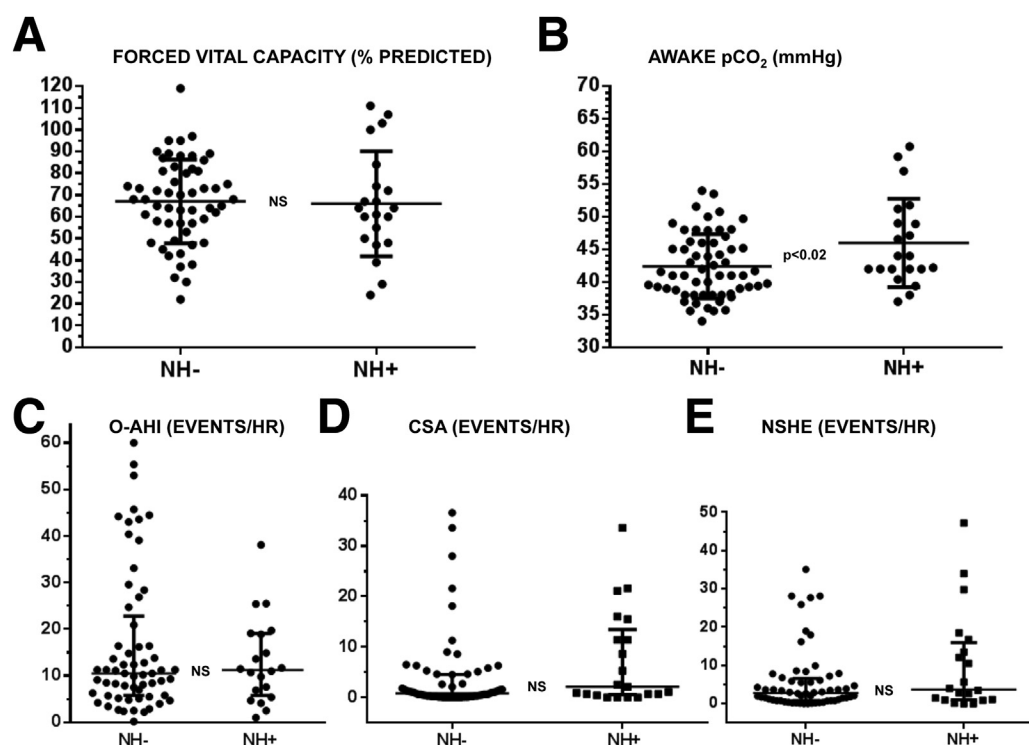 A
FORCED VITAL CAPACITY (% PREDICTED)
120
110
100
90
80
70
60
50
40
30
20
10
0
NS
NH-
NH+
B
AWAKE pCO₂ (mmHg)
70
65
60
55
50
45
40
35
30
p<0.02
NH-
NH+
C
O-AHI (EVENTS/HR)
60
50
40
30
20
10
0
NS
NH-
NH+
D
CSA (EVENTS/HR)
40
30
20
10
0
NS
NH-
NH+
E
NSHE (EVENTS/HR)
50
40
30
20
10
0
NS
NH-
NH+